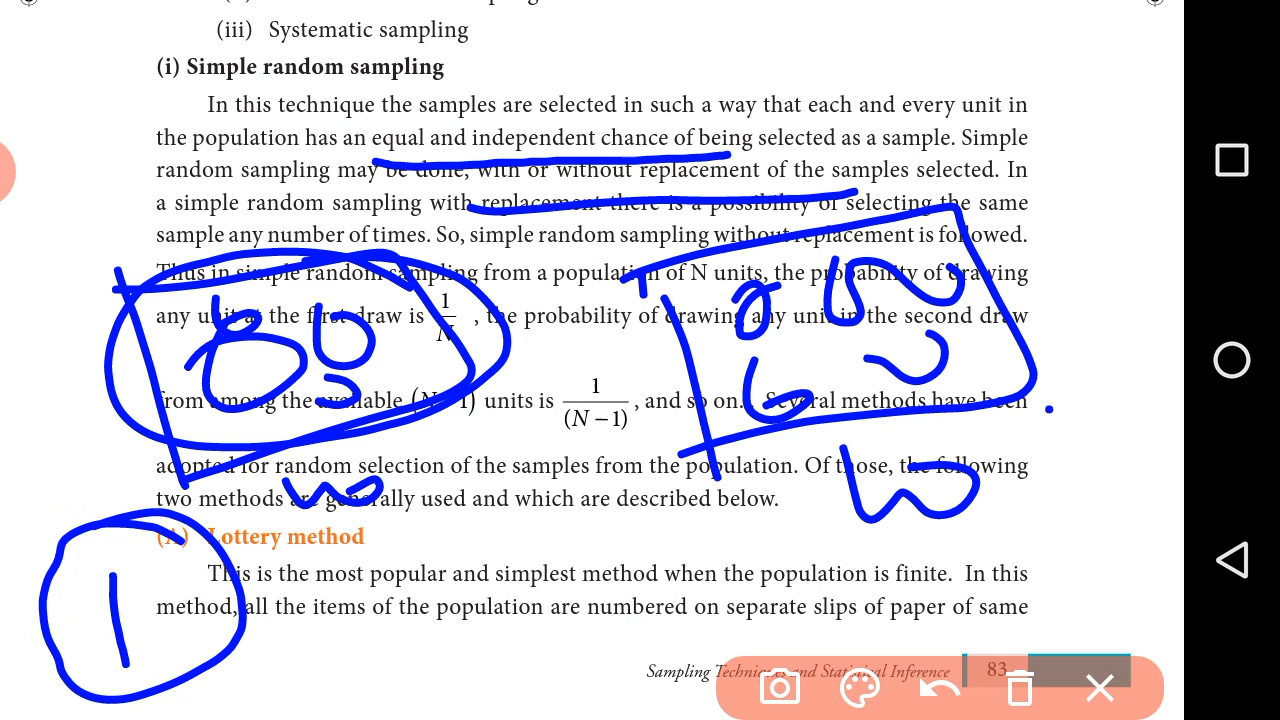 (iii) Systematic sampling
(i) Simple random sampling
In this technique the samples are selected in such a way that each and every unit in
the population has an equal and independent chance of being selected as a sample. Simple
random sampling may be done, with or without replacement of the samples selected. In
a simple random sampling with replacement there is a possibility of selecting the same
sample any number of times. So, simple random sampling without replacement is followed.
Thus in simple random sampling from a population of N units, the probability of drawing
any unit at the first draw is 1/N , the probability of drawing any unit in the second draw
from among the available (N – 1) units is 1/(N – 1) , and so on. Several methods have been
adopted for random selection of the samples from the population. Of those, the following
two methods are generally used and which are described below.
(A) Lottery method
This is the most popular and simplest method when the population is finite. In this
method, all the items of the population are numbered on separate slips of paper of same
Sampling Techniques and Statistical Inference 83
1